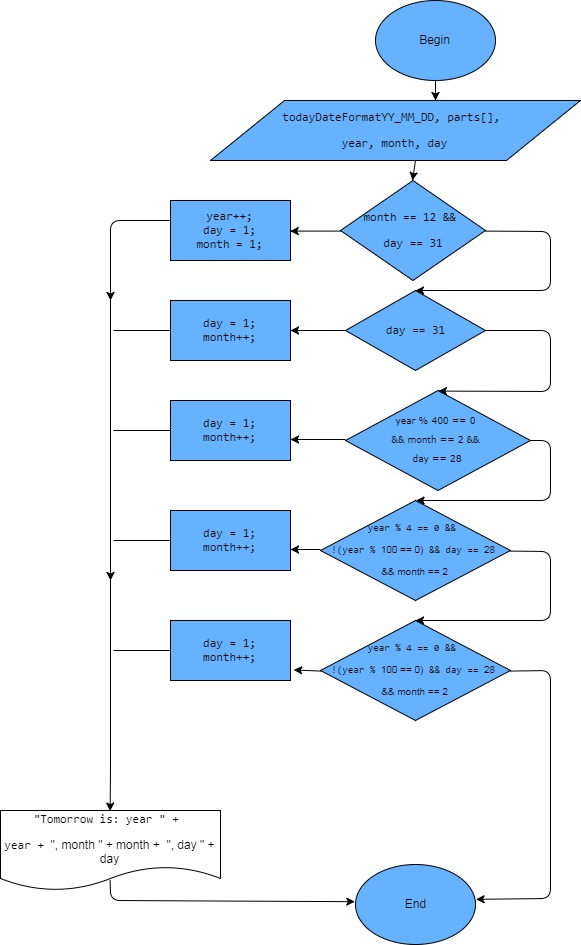 Begin
todayDateFormatYY_MM_DD, parts[],
year, month, day
year++;
day = 1;
month = 1;
month == 12 &&
day == 31
day = 1;
month++;
day == 31
day = 1;
month++;
year % 400 == 0
&& month == 2 &&
day == 28
day = 1;
month++;
year % 4 == 0 &&
!(year % 100 == 0) && day == 28
&& month == 2
day = 1;
month++;
year % 4 == 0 &&
!(year % 100 == 0) && day == 28
&& month == 2
"Tomorrow is: year " +
year + ", month " + month + ", day " +
day
End